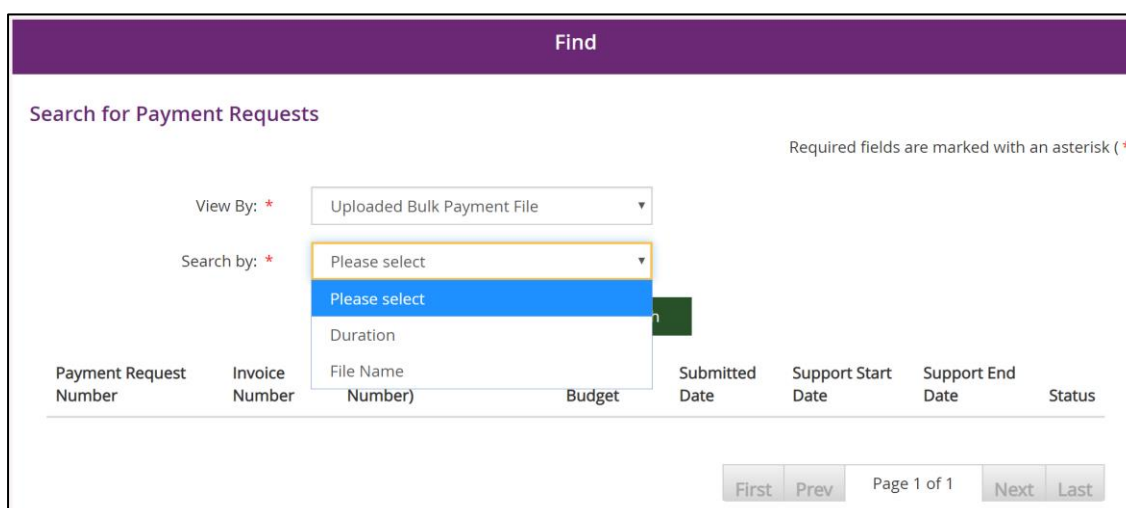 Find
Search for Payment Requests
Required fields are marked with an asterisk ( *
View By: * Uploaded Bulk Payment File
Search by: * Please select
Please select
Duration
File Name
Payment Request Invoice Submitted Support Start Support End
Number Number Number) Budget Date Date Date Status
First Prev Page 1 of 1 Next Last